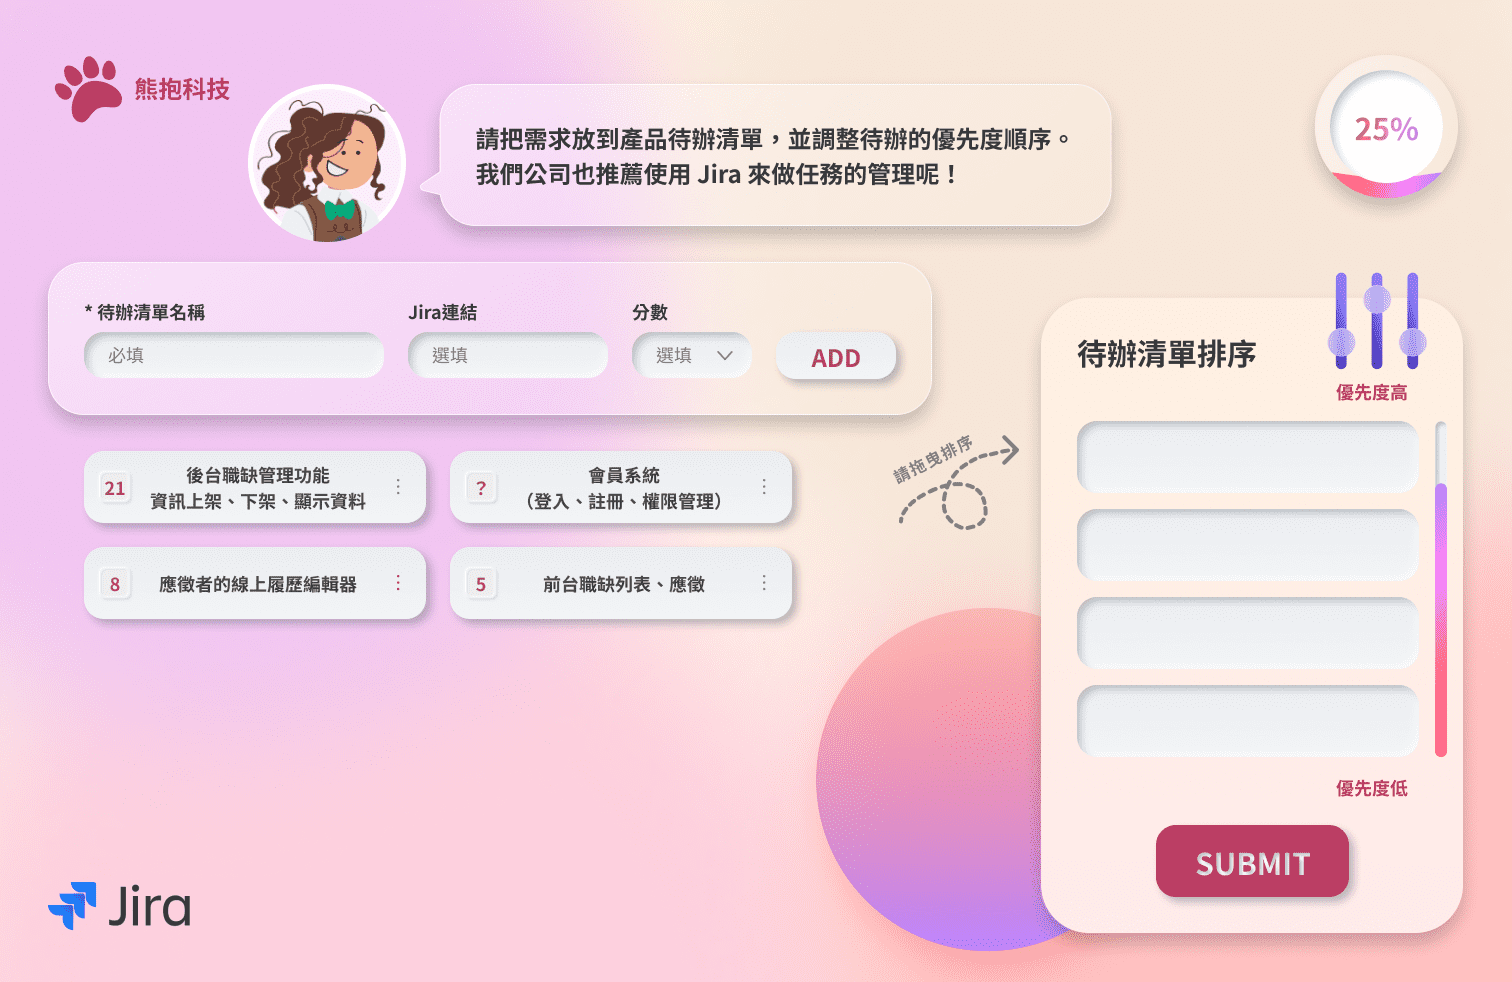 熊抱科技
請把需求放到產品待辦清單，並調整待辦的優先度順序。
我們公司也推薦使用 Jira 來做任務的管理呢！
25%
* 待辦清單名稱
Jira連結
分數
必填
選填
選填
ADD
21
後台職缺管理功能
資訊上架、下架、顯示資料
?
會員系統
（登入、註冊、權限管理）
8
應徵者的線上履歷編輯器
5
前台職缺列表、應徵
請拖曳排序
待辦清單排序
優先度高
優先度低
SUBMIT
Jira